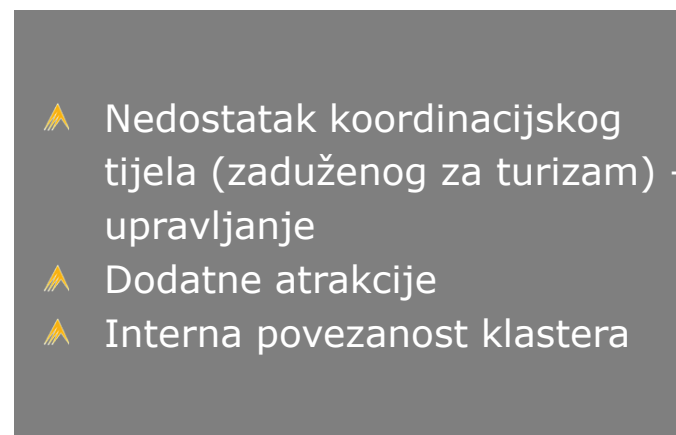 Nedostatak koordinacijskog
tijela (zaduženog za turizam) -
upravljanje
Dodatne atrakcije
Interna povezanost klastera